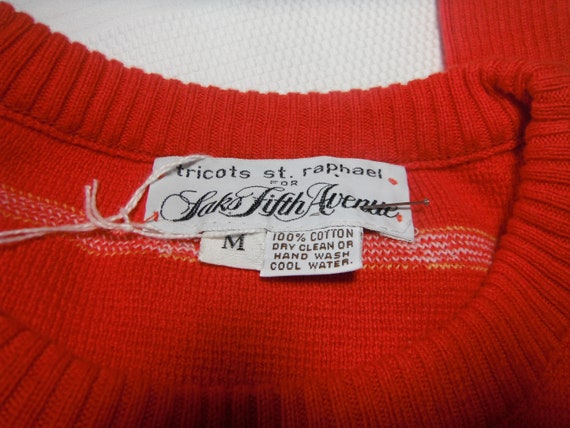 tricots st. raphael
FOR
Saks Fifth Avenue
M
100% COTTON
DRY CLEAN OR
HAND WASH
COOL WATER.